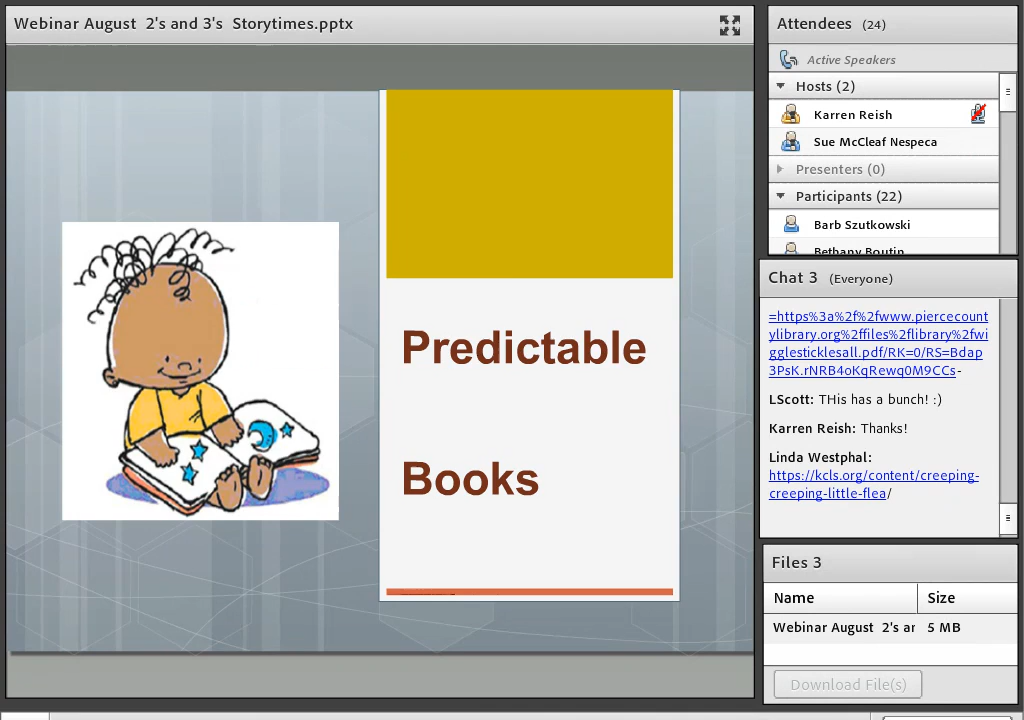 Webinar August  2's and 3's  Storytimes.pptx
Predictable
Books
Attendees (24)
Active Speakers
Hosts (2)
Karren Reish
Sue McCleaf Nespeca
Presenters (0)
Participants (22)
Barb Szutkowski
Bethany Boutin
Chat 3 (Everyone)
=https%3a%2f%2fwww.piercecount
ylibrary.org%2ffiles%2flibrary%2fwi
gglesticklesall.pdf/RK=0/RS=Bdap
3PsK.rNRB4oKqRewq0M9CCs-
LScott: THis has a bunch! :)
Karren Reish: Thanks!
Linda Westphal:
https://kcls.org/content/creeping-
creeping-little-flea/
Files 3
Name Size
Webinar August  2's ar 5 MB
Download File(s)